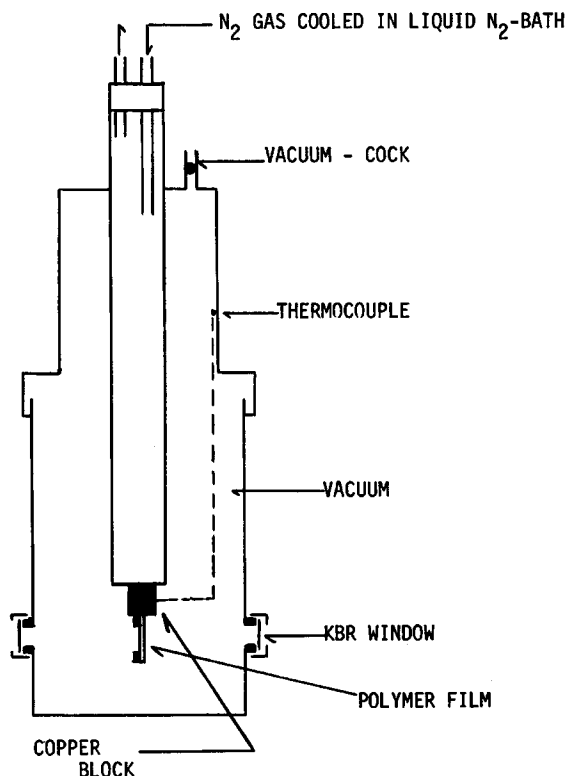 N₂ GAS COOLED IN LIQUID N₂-BATH
VACUUM - COCK
THERMOCOUPLE
VACUUM
KBR WINDOW
POLYMER FILM
COPPER
BLOCK